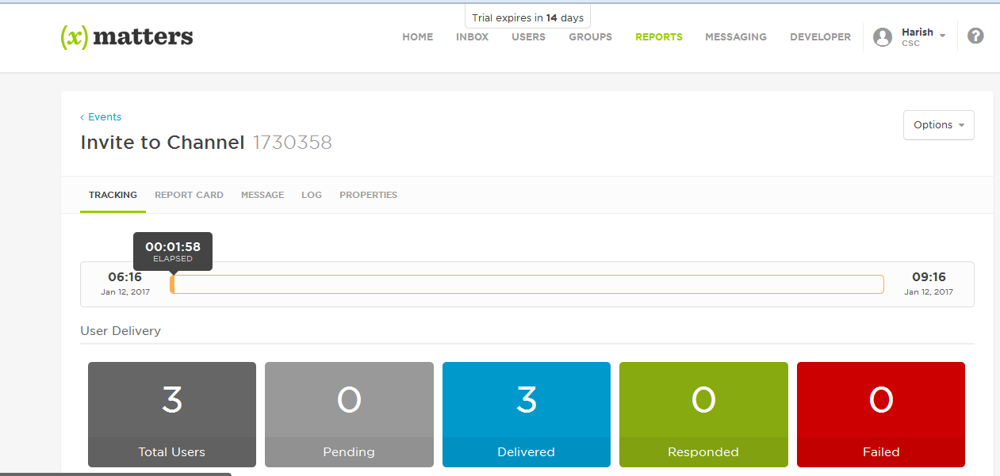 Trial expires in 14 days
(x) matters
HOME INBOX USERS GROUPS REPORTS MESSAGING DEVELOPER
Harish
CSC
?
‹ Events
Invite to Channel 1730358
Options
TRACKING REPORT CARD MESSAGE LOG PROPERTIES
00:01:58
ELAPSED
06:16
Jan 12, 2017
09:16
Jan 12, 2017
User Delivery
3
Total Users
0
Pending
3
Delivered
0
Responded
0
Failed